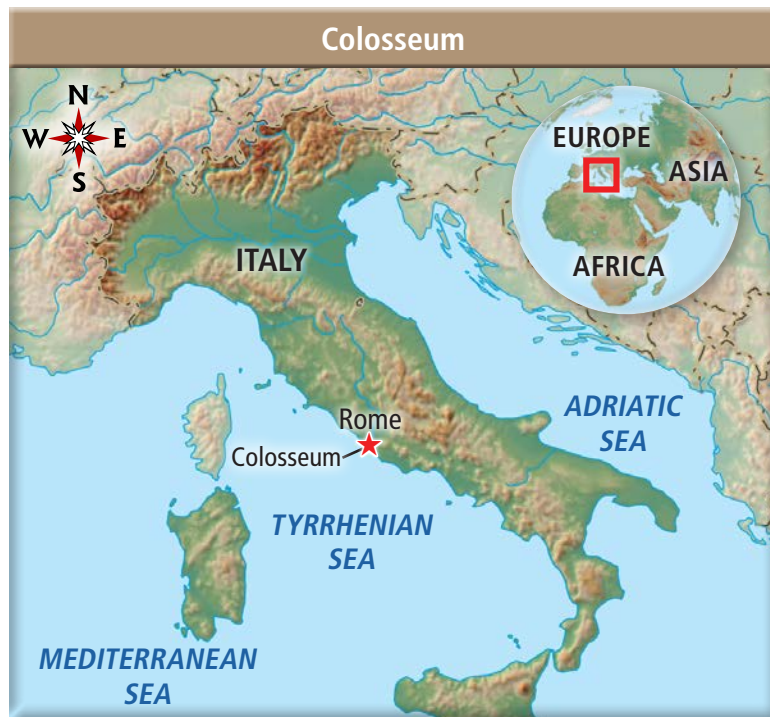 Colosseum
N
W E
S
EUROPE
ASIA
AFRICA
ITALY
ADRIATIC
SEA
Rome
Colosseum
TYRRHENIAN
SEA
MEDITERRANEAN
SEA